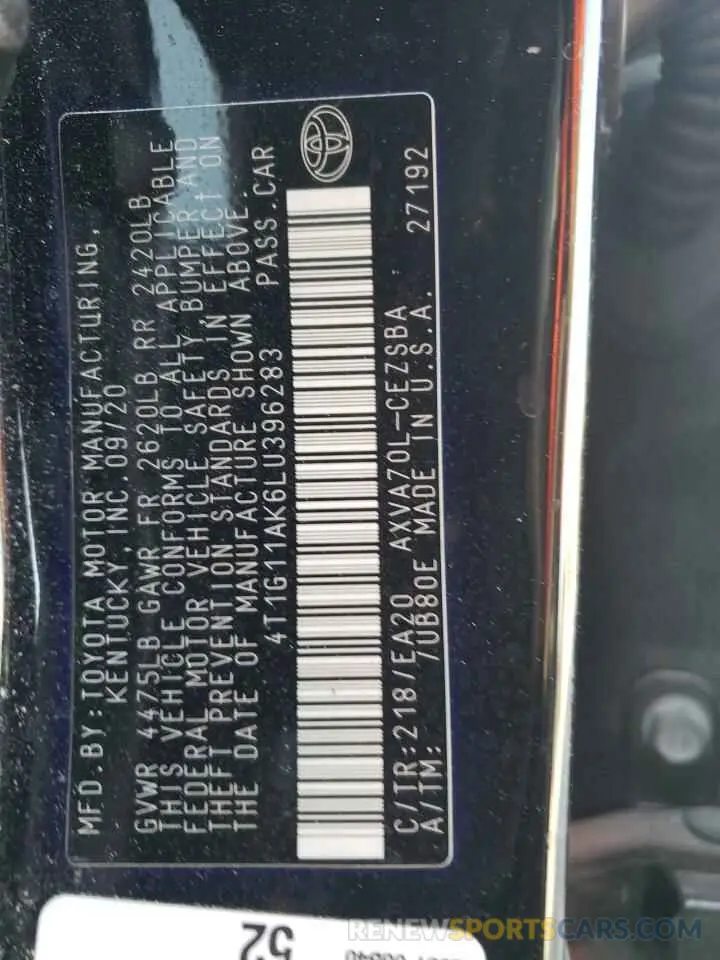 MFD.BY:TOYOTA MOTOR MANUFACTURING,
KENTUCKY, INC.09/20
GVWR 4475LB GAWR FR 2620LB RR 2420LB
THIS VEHICLE CONFORMS TO ALL APPLICABLE
FEDERAL MOTOR VEHICLE SAFETY, BUMPER AND
THEFT PREVENTION STANDARDS IN EFFECT ON
THE DATE OF MANUFACTURE SHOWN ABOVE.
4T1G11AK6LU396283 PASS.CAR
C/TR:218/EA20 AXVA70L-CEZSBA
A/TM: /UB80E MADE IN U.S.A. 27192
52
RENEWSPORTSCARS.COM